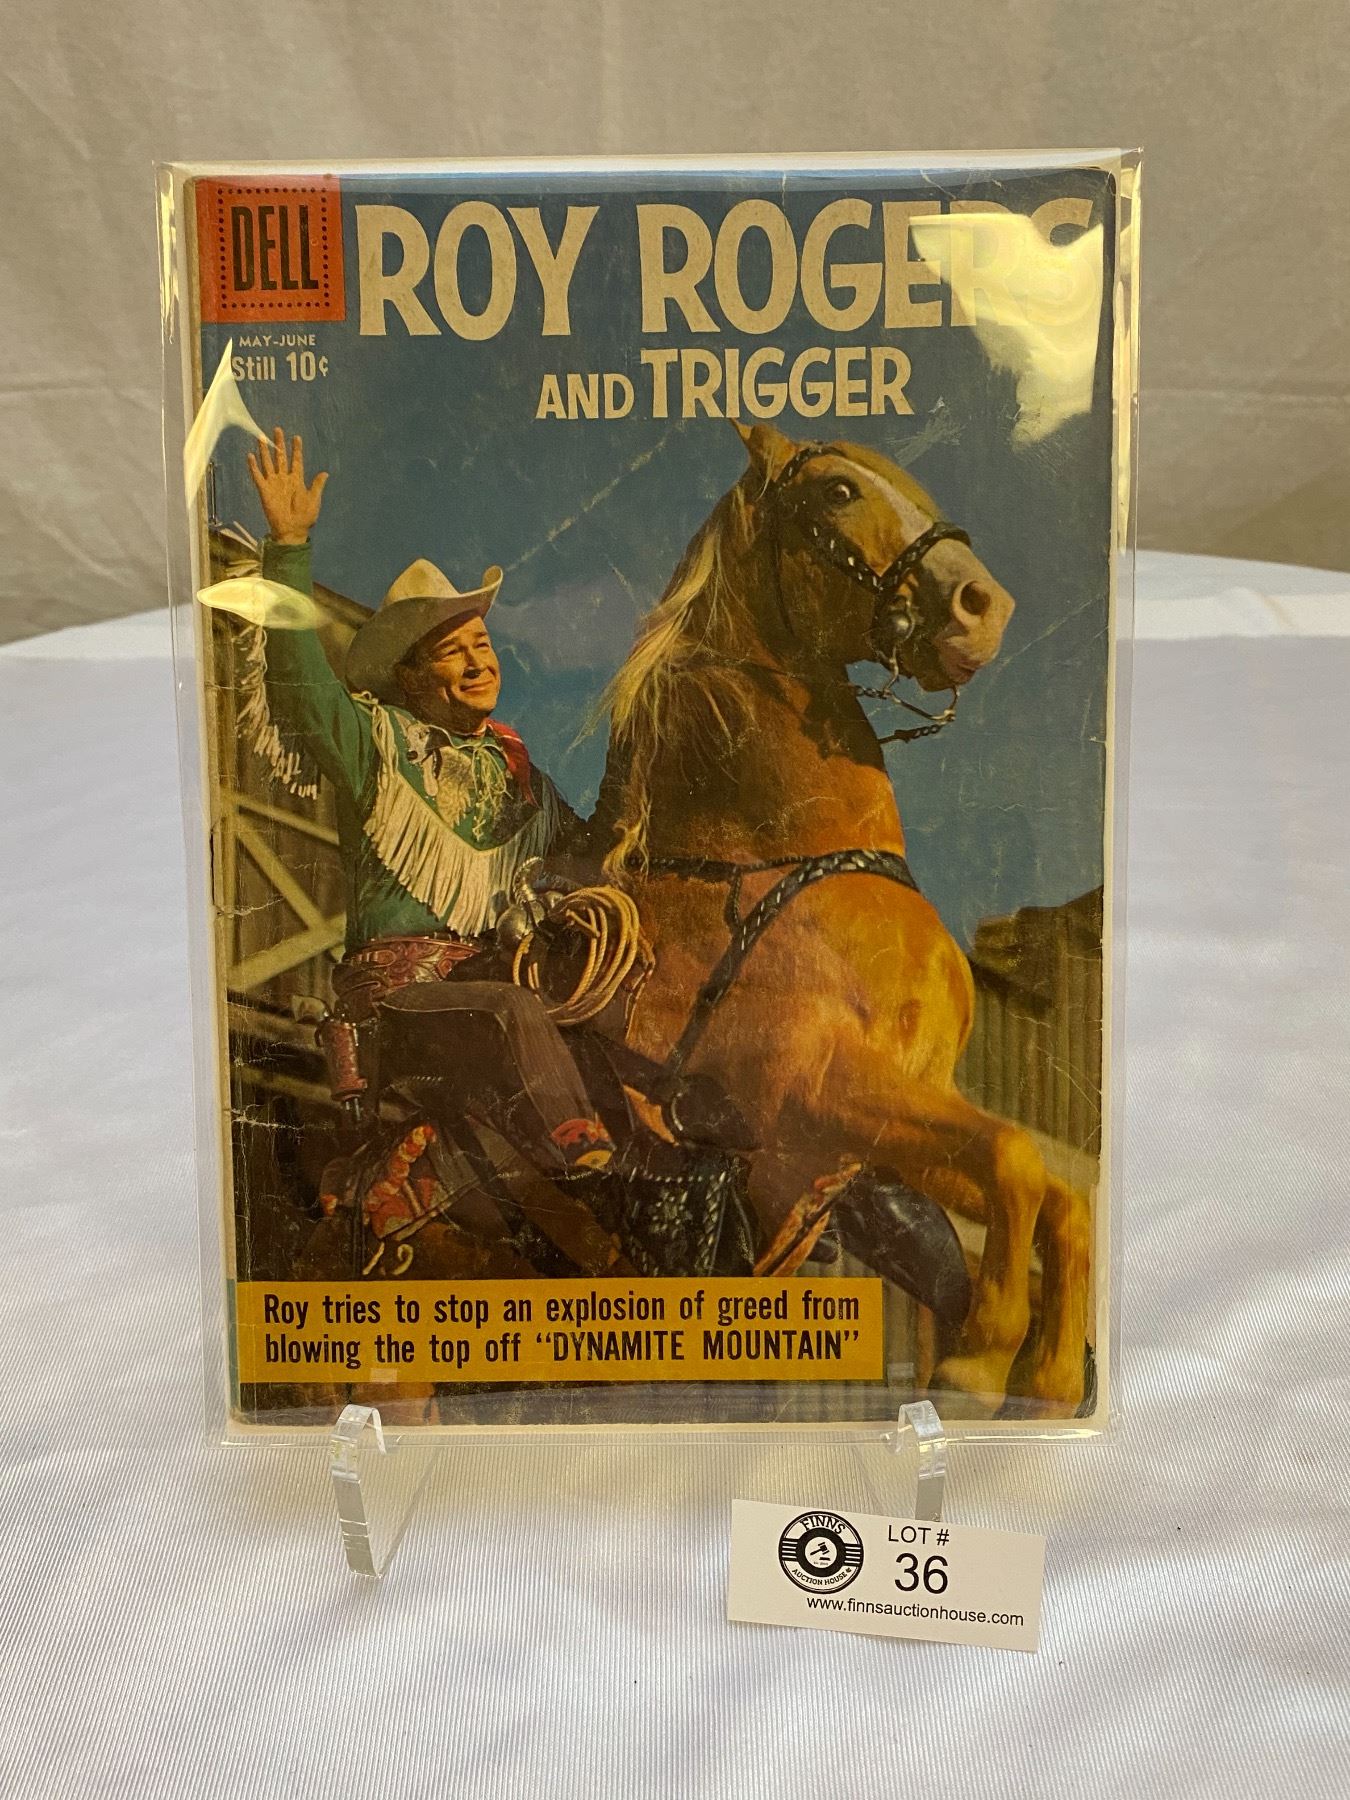 DELL
ROY ROGERS
AND TRIGGER
MAY-JUNE
Still 10¢
Roy tries to stop an explosion of greed from
blowing the top off "DYNAMITE MOUNTAIN"
FINNS
AUCTION HOUSE
LOT #
36
www.finnsauctionhouse.com